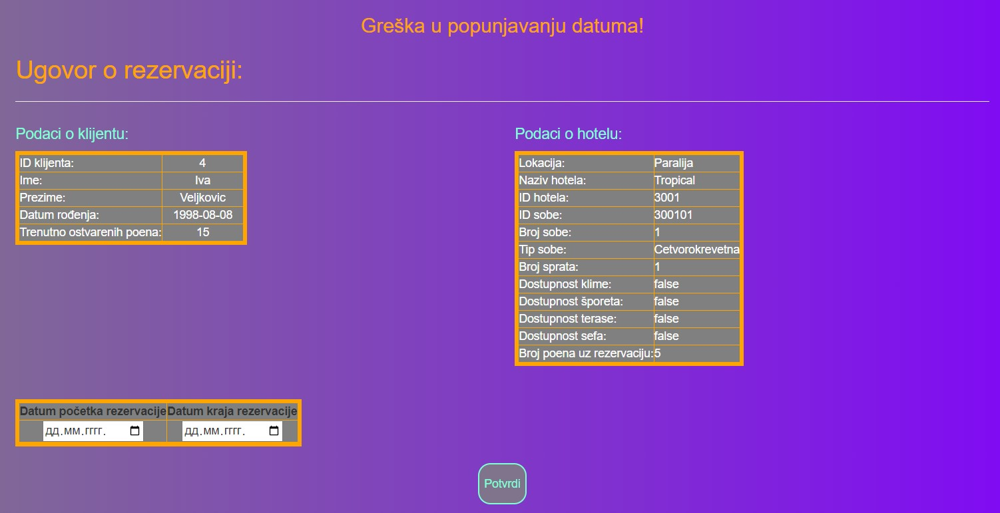 Greška u popunjavanju datuma!
Ugovor o rezervaciji:
Podaci o klijentu:
ID klijenta: 4
Ime: Iva
Prezime: Veljkovic
Datum rođenja: 1998-08-08
Trenutno ostvarenih poena: 15
Podaci o hotelu:
Lokacija: Paralija
Naziv hotela: Tropical
ID hotela: 3001
ID sobe: 300101
Broj sobe: 1
Tip sobe: Cetvorokrevetna
Broj sprata: 1
Dostupnost klime: false
Dostupnost šporeta: false
Dostupnost terase: false
Dostupnost sefa: false
Broj poena uz rezervaciju: 5
Datum početka rezervacije Datum kraja rezervacije
дд.мм.гггг. дд.мм.гггг.
Potvrdi